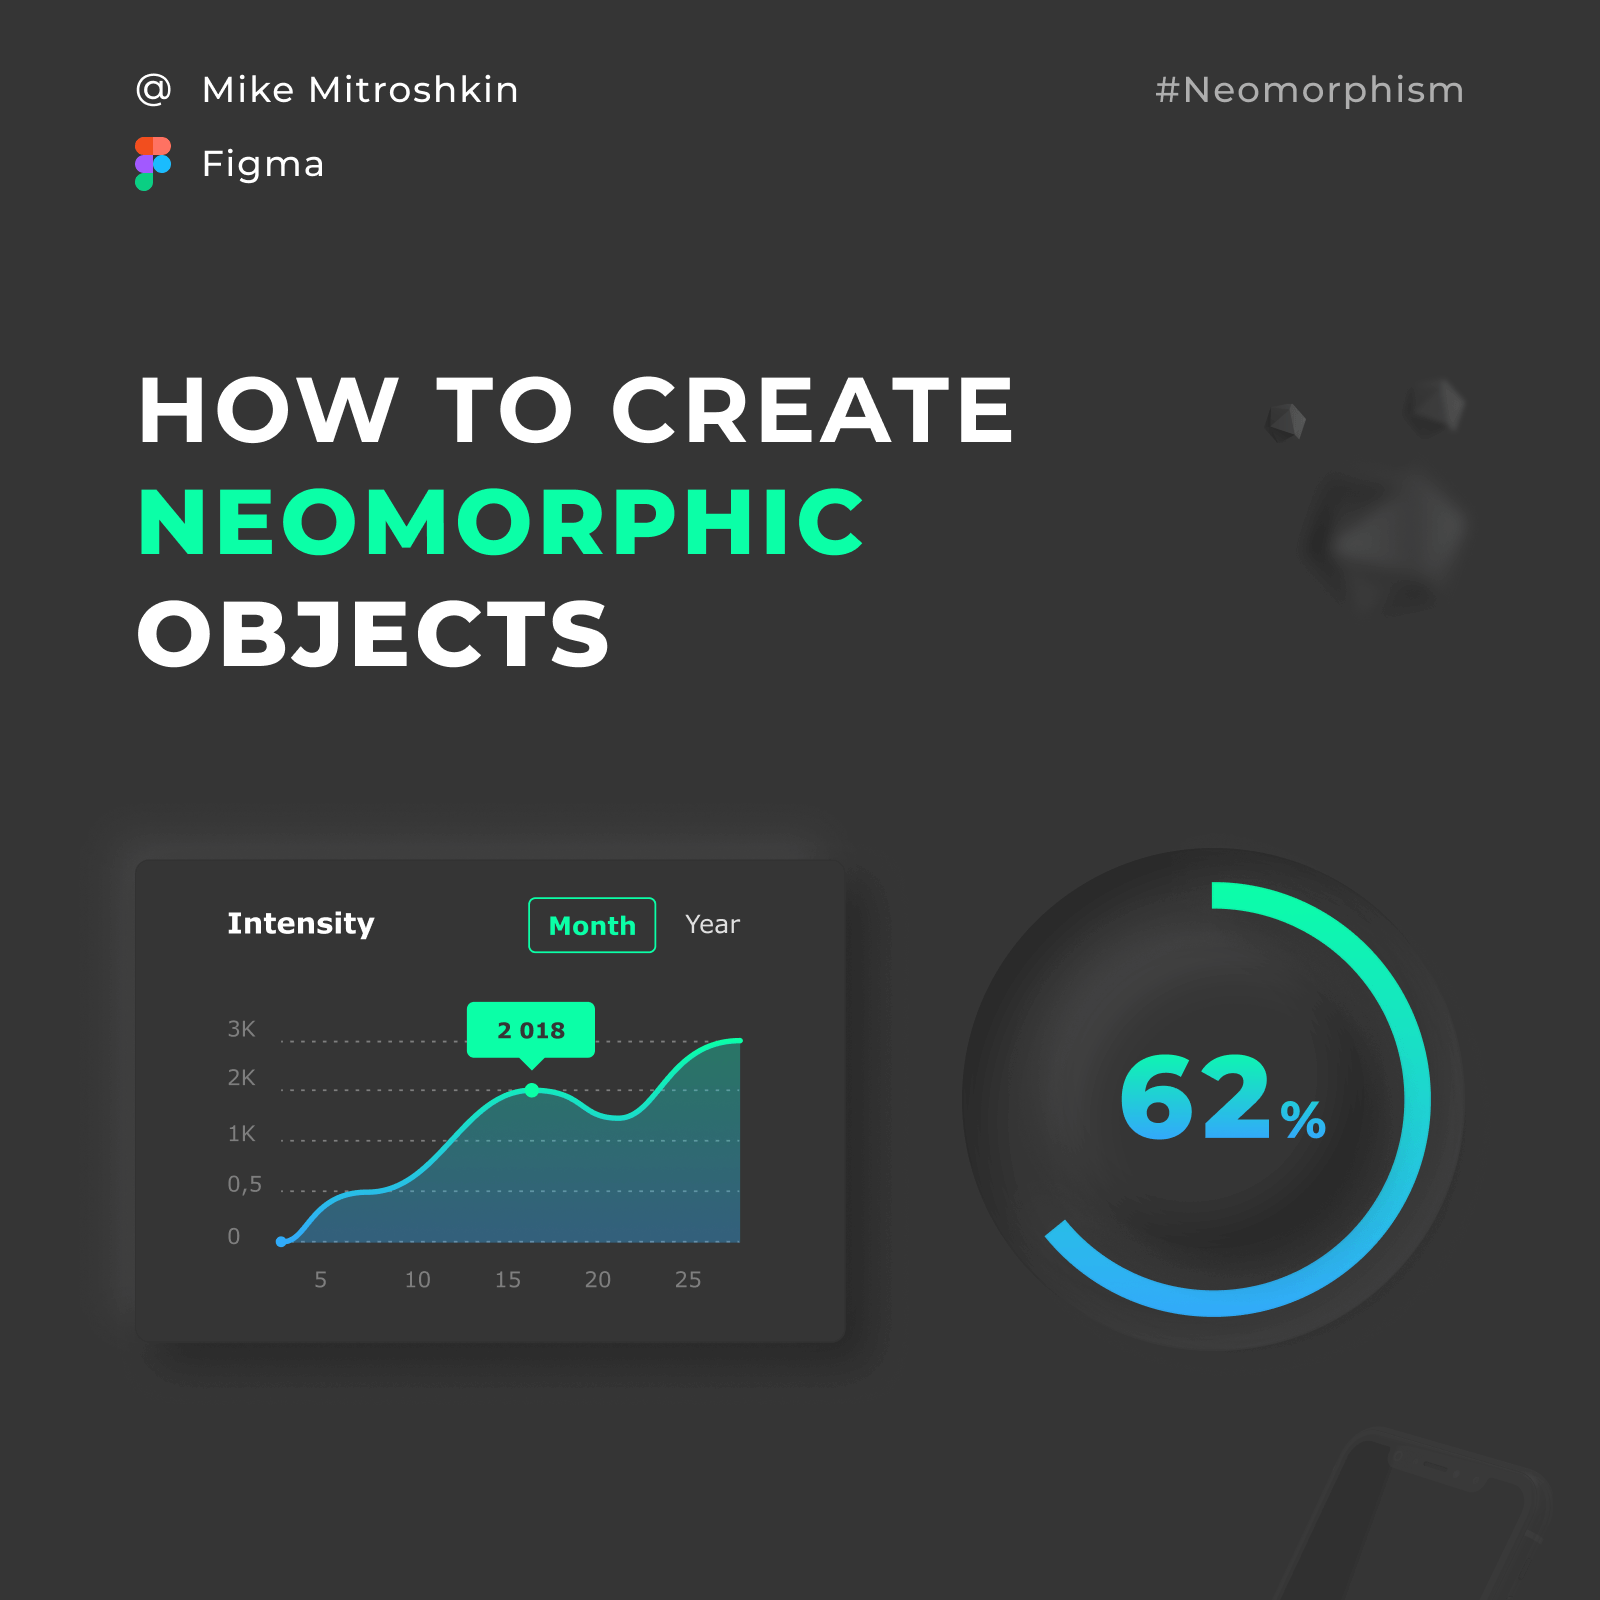 @ Mike Mitroshkin
#Neomorphism
Figma
HOW TO CREATE
NEOMORPHIC
OBJECTS
Intensity
Month
Year
2 018
3K
2K
1K
0,5
0
5 10 15 20 25
62%